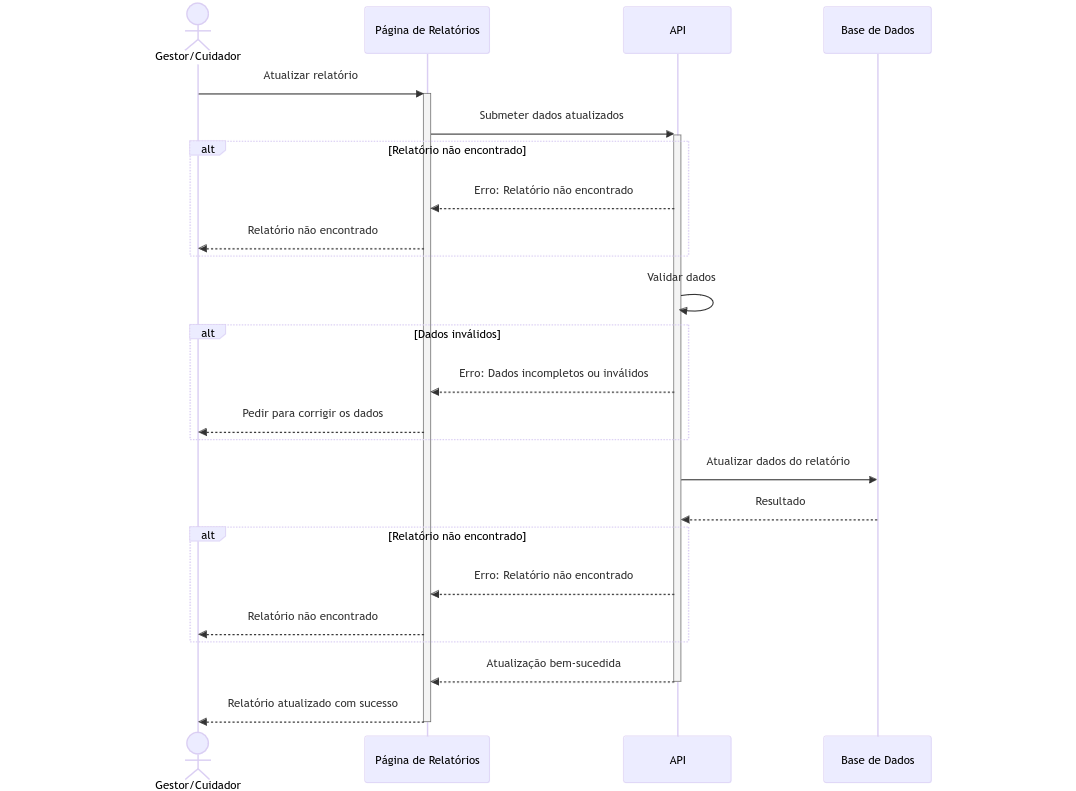 Gestor/Cuidador
Página de Relatórios
API
Base de Dados
Atualizar relatório
Submeter dados atualizados
alt
[Relatório não encontrado]
Erro: Relatório não encontrado
Relatório não encontrado
Validar dados
alt
[Dados inválidos]
Erro: Dados incompletos ou inválidos
Pedir para corrigir os dados
Atualizar dados do relatório
Resultado
alt
[Relatório não encontrado]
Erro: Relatório não encontrado
Relatório não encontrado
Atualização bem-sucedida
Relatório atualizado com sucesso
Gestor/Cuidador
Página de Relatórios
API
Base de Dados